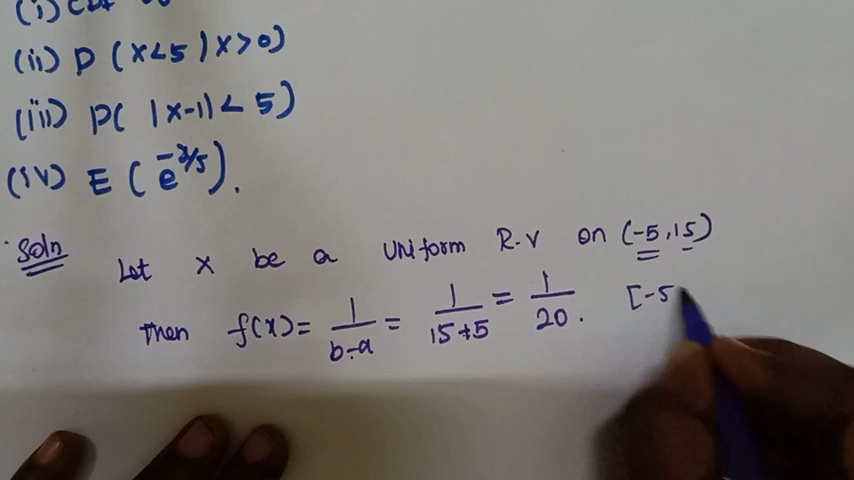 (ii) P (X<5 | X>0)
(iii) P( |X-1| < 5)
(iv) E ( e^{-x/5} ).
Soln Let X be a Uniform R.V on (-5,15)
Then f(x) = 1/(b-a) = 1/(15+5) = 1/20. [-5